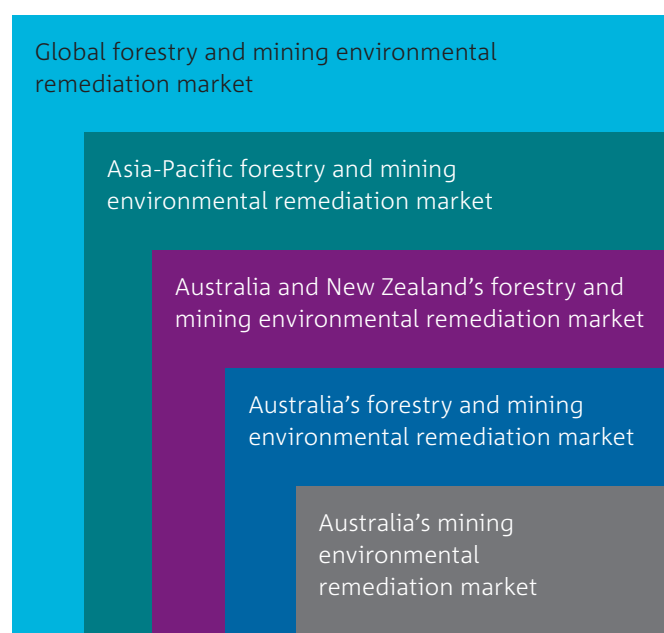 Global forestry and mining environmental
remediation market
Asia-Pacific forestry and mining
environmental remediation market
Australia and New Zealand’s forestry and
mining environmental remediation market
Australia’s forestry and mining
environmental remediation market
Australia’s mining
environmental
remediation market